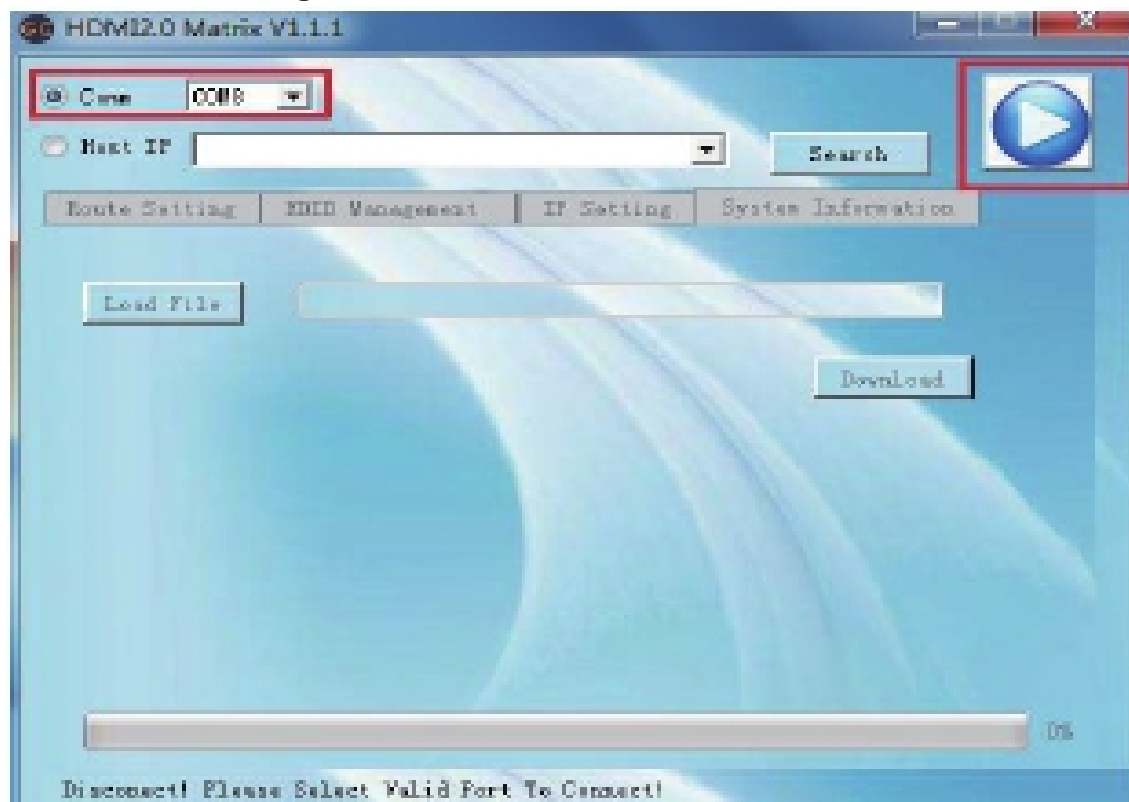 HDMI2.0 Matrix V1.1.1
Comm COM8
Host IP Search
Route Setting EDID Management IP Setting System Information
Load File
Download
0%
Disconnect! Please Select Valid Port To Connect!